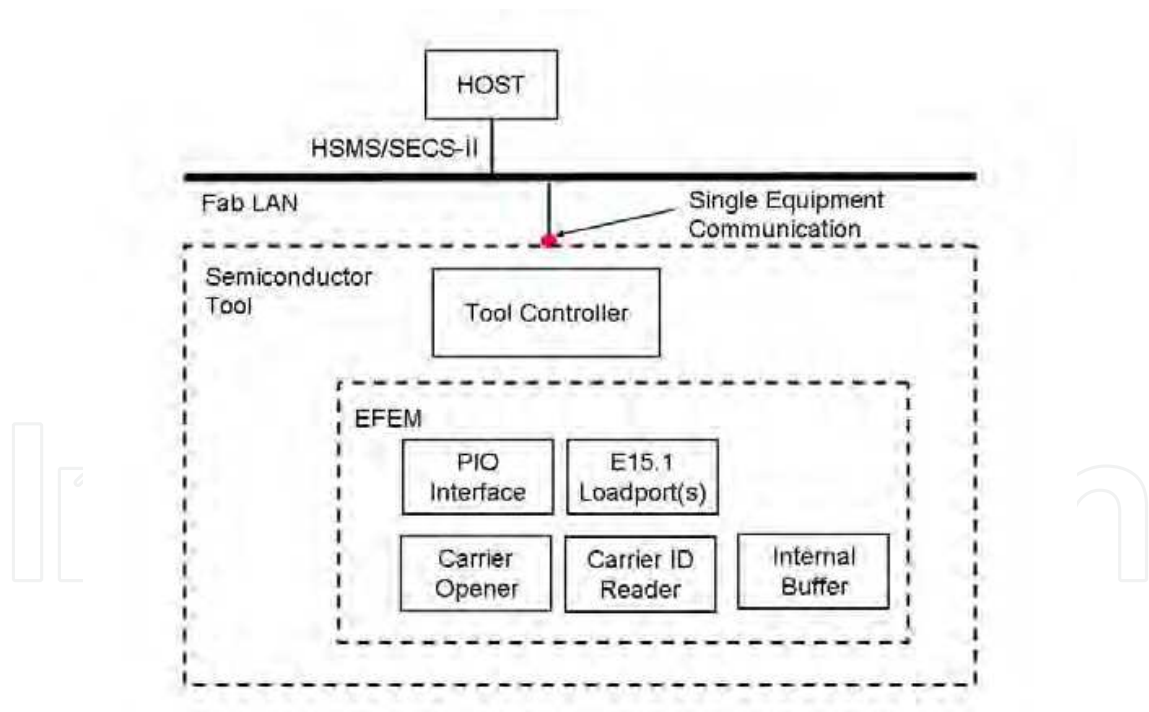 HOST
HSMS/SECS-II
Fab LAN
Single Equipment
Communication
Semiconductor
Tool
Tool Controller
EFEM
PIO
Interface
E15.1
Loadport(s)
Carrier
Opener
Carrier ID
Reader
Internal
Buffer